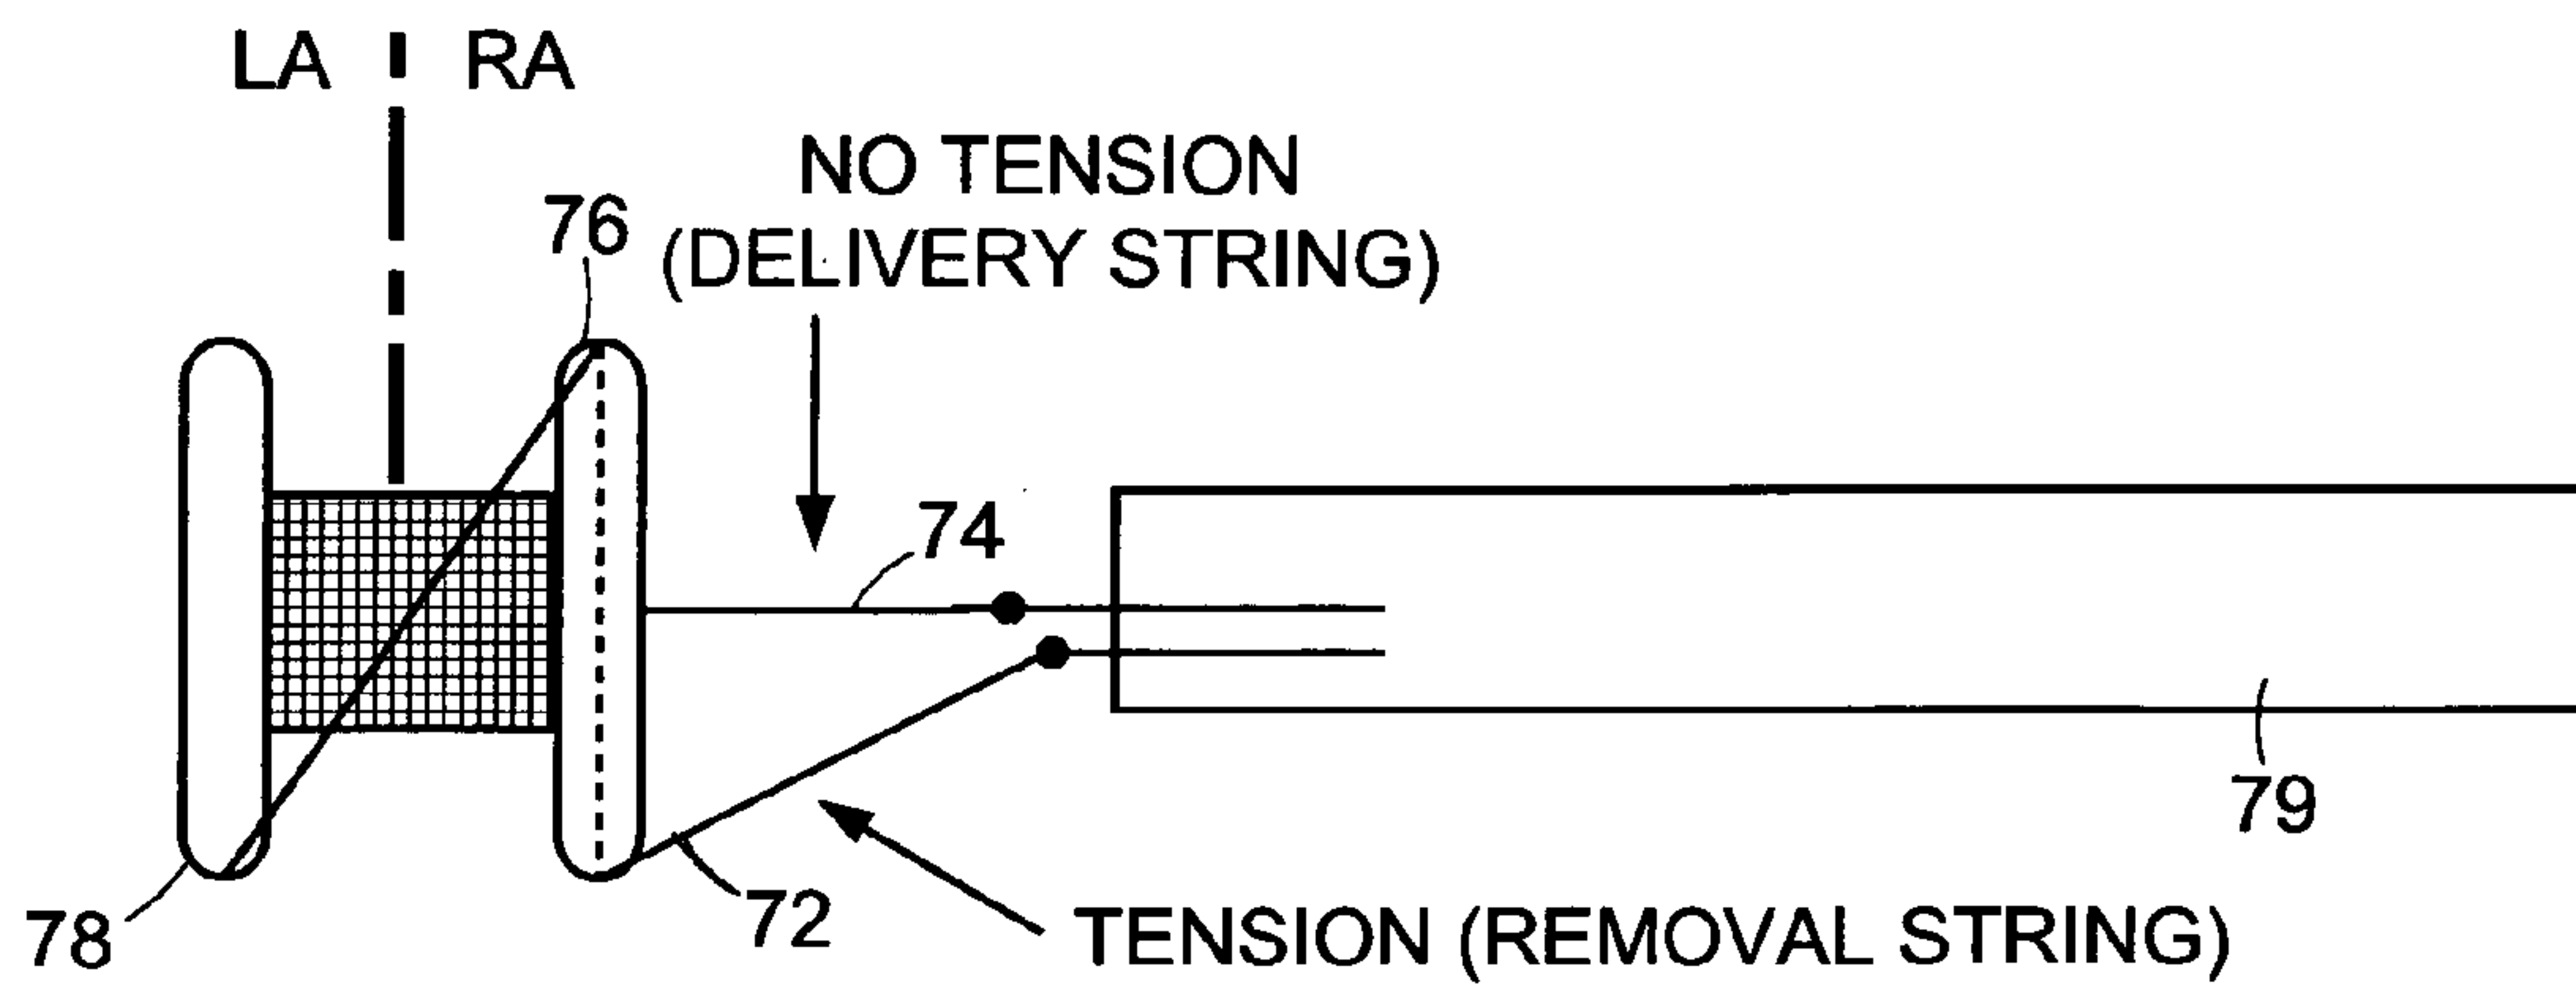 LA RA
NO TENSION
(DELIVERY STRING)
76
74
79
72
78
TENSION (REMOVAL STRING)